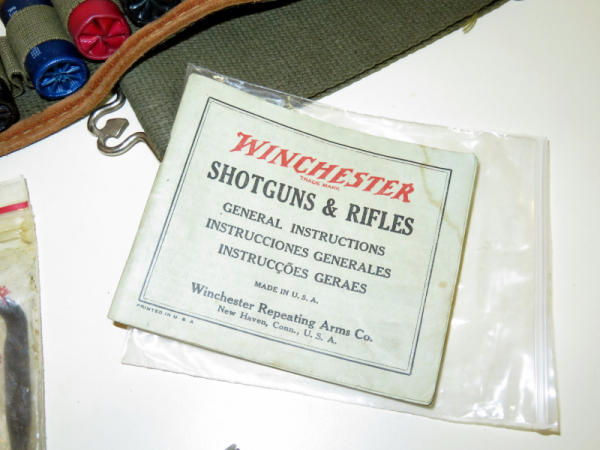 WINCHESTER
TRADE MARK
SHOTGUNS & RIFLES
GENERAL INSTRUCTIONS
INSTRUCCIONES GENERALES
INSTRUCÇÕES GERAES
MADE IN U.S.A.
Winchester Repeating Arms Co.
New Haven, Conn., U. S. A.
PRINTED IN U.S.A